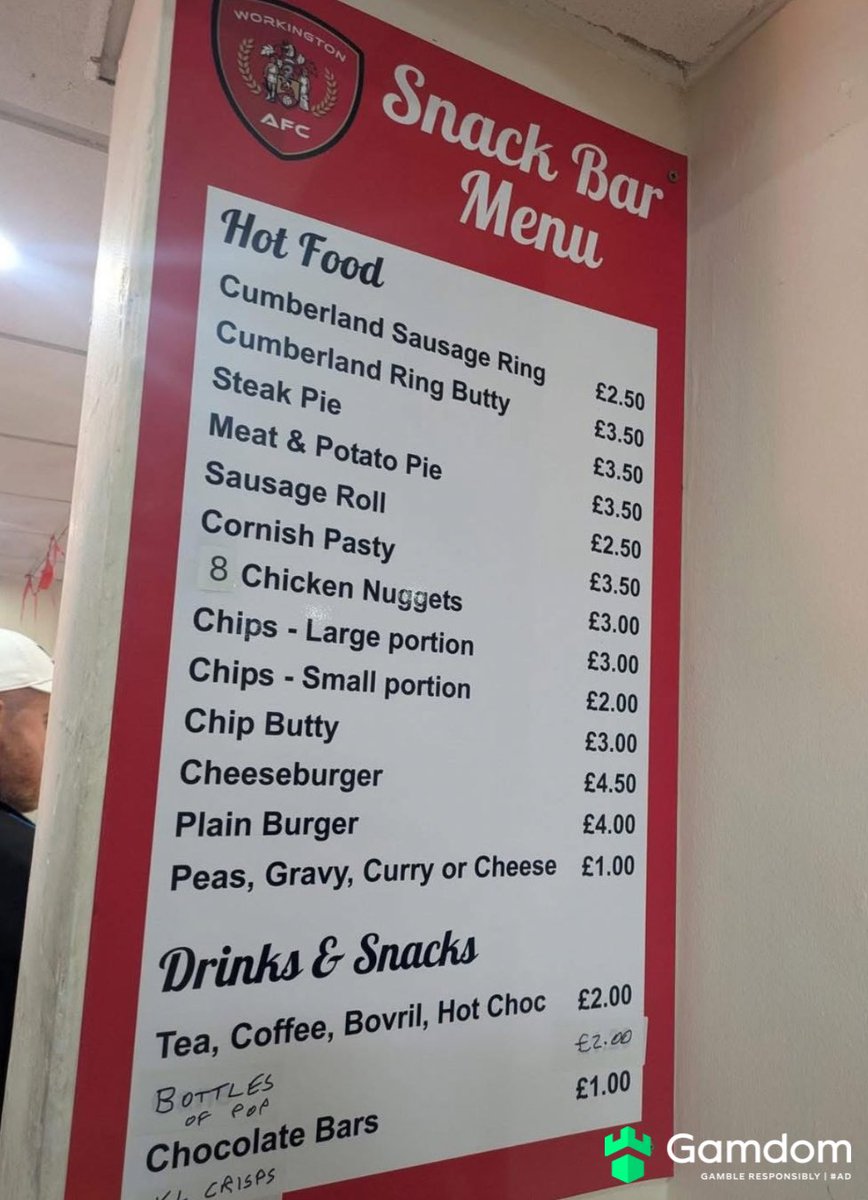 WORKINGTON
AFC
Snack Bar
Menu
Hot Food
Cumberland Sausage Ring £2.50
Cumberland Ring Butty £3.50
Steak Pie £3.50
Meat & Potato Pie £3.50
Sausage Roll £2.50
Cornish Pasty £3.50
8 Chicken Nuggets £3.00
Chips - Large portion £3.00
Chips - Small portion £2.00
Chip Butty £3.00
Cheeseburger £4.50
Plain Burger £4.00
Peas, Gravy, Curry or Cheese £1.00
Drinks & Snacks
Tea, Coffee, Bovril, Hot Choc £2.00
BOTTLES £2.00
OF POP
Chocolate Bars £1.00
CRISPS
Gamdom
GAMBLE RESPONSIBLY | #AD